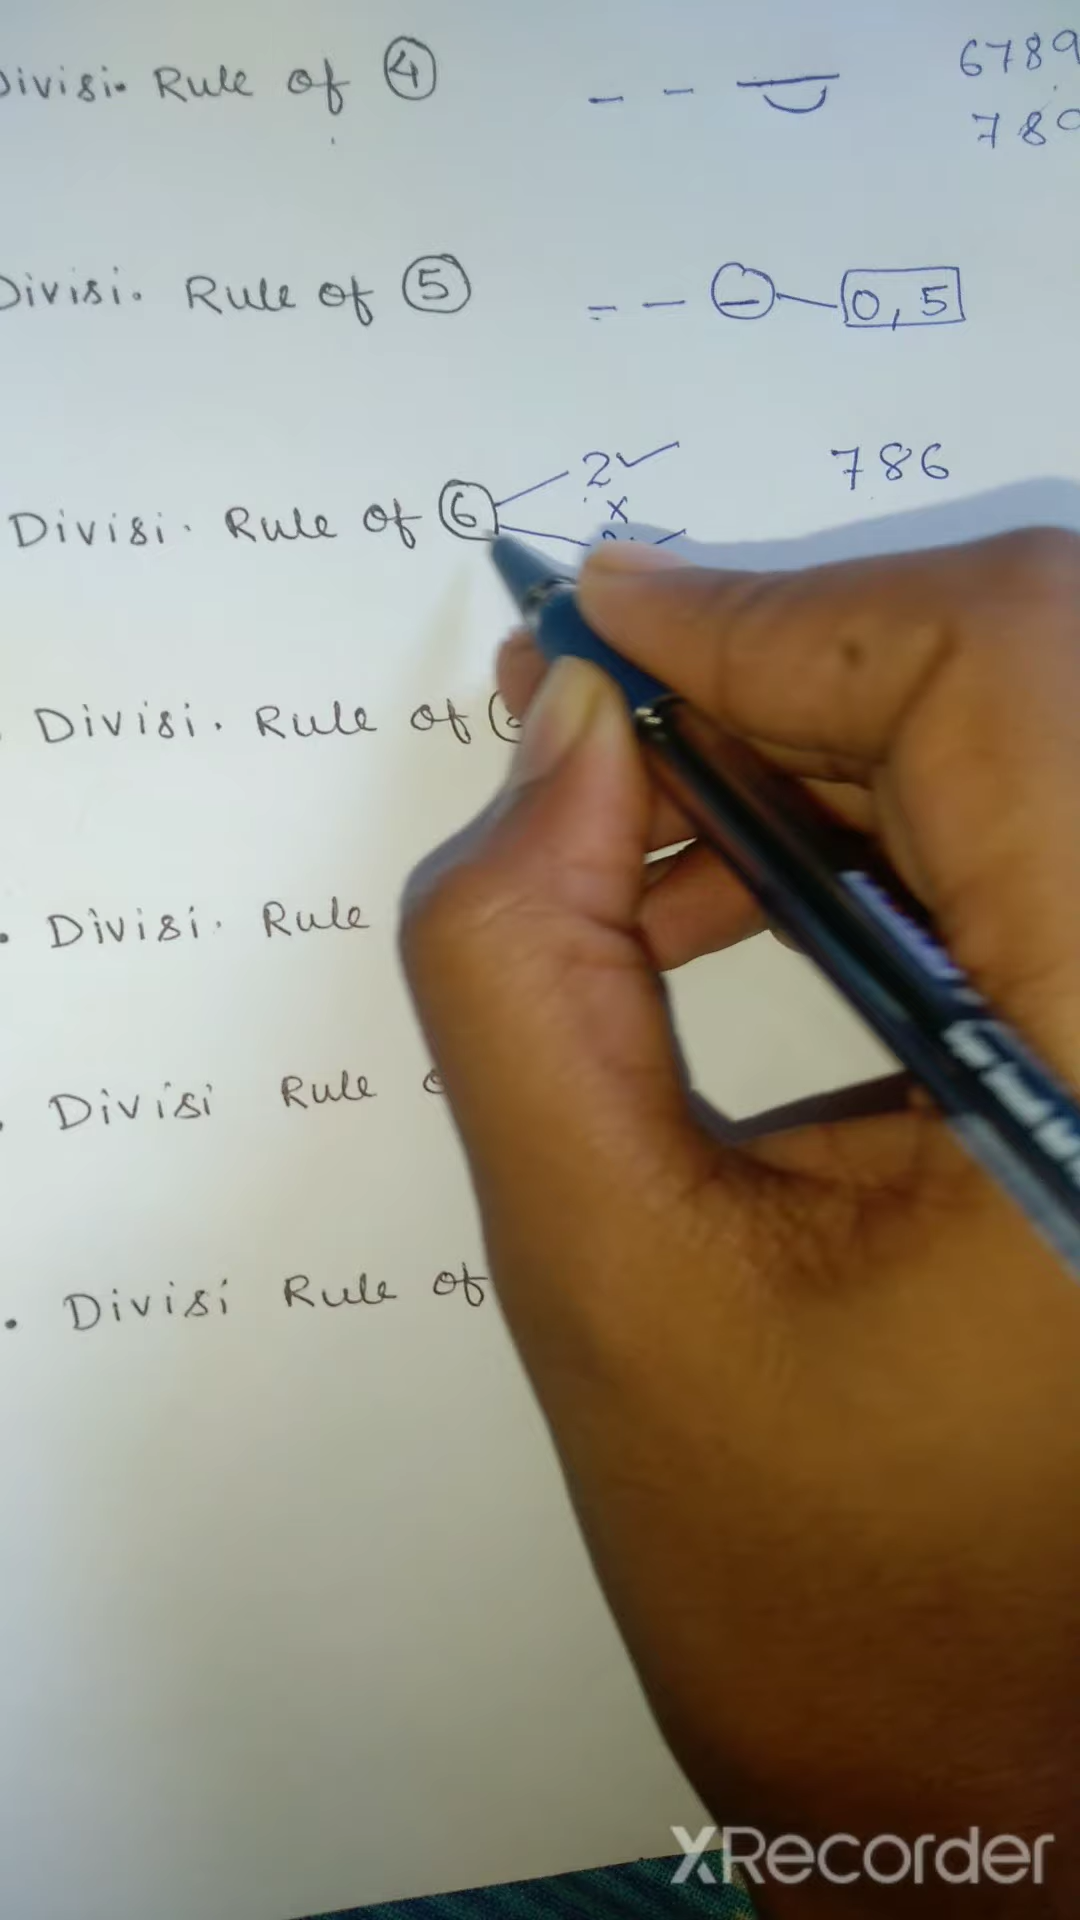 Divisi. Rule of 4 _ _ _ 6789
789
Divisi. Rule of 5 _ _ _ 0, 5
2 ✓ 786
Divisi. Rule of 6 x
Divisi. Rule of
• Divisi. Rule
Divisi Rule
• Divisi Rule of
XRecorder